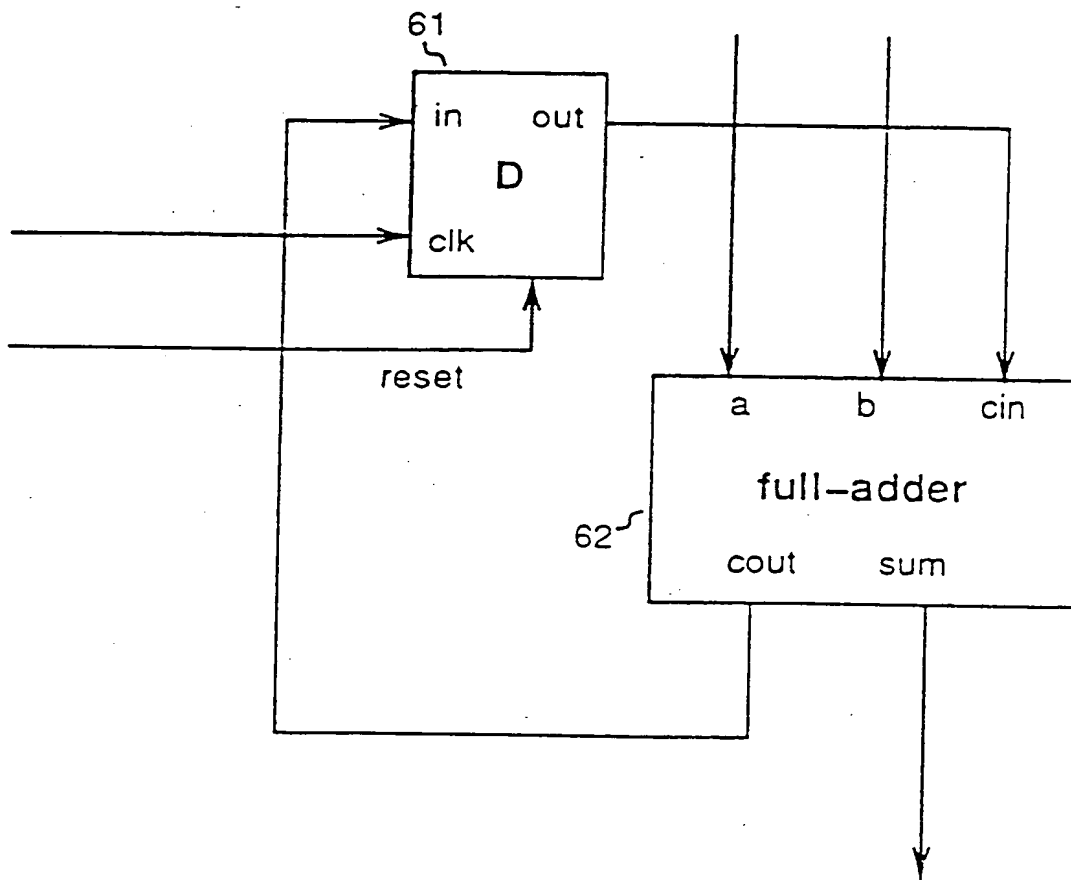 61
in out
D
clk
reset
a b cin
full-adder
62
cout sum